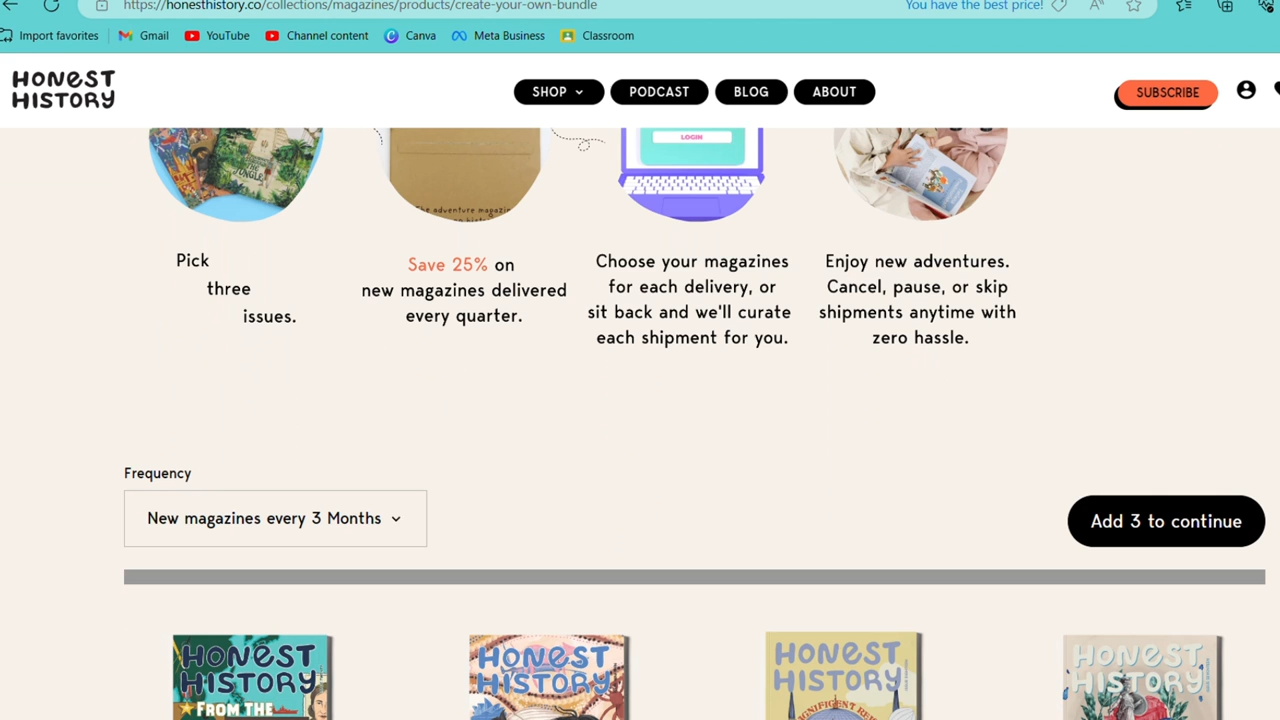 https://honesthistory.co/collections/magazines/products/create-your-own-bundle
You have the best price!
Import favorites
Gmail
YouTube
Channel content
Canva
Meta Business
Classroom
HONEST
HISTORY
SHOP
PODCAST
BLOG
ABOUT
SUBSCRIBE
LOGIN
The adventure magazin
Pick
three
issues.
Save 25% on
new magazines delivered
every quarter.
Choose your magazines
for each delivery, or
sit back and we'll curate
each shipment for you.
Enjoy new adventures.
Cancel, pause, or skip
shipments anytime with
zero hassle.
Frequency
New magazines every 3 Months
Add 3 to continue
HONEST
HISTORY
FROM THE
HONEST
HISTORY
HONEST
HISTORY
HONEST
HISTORY